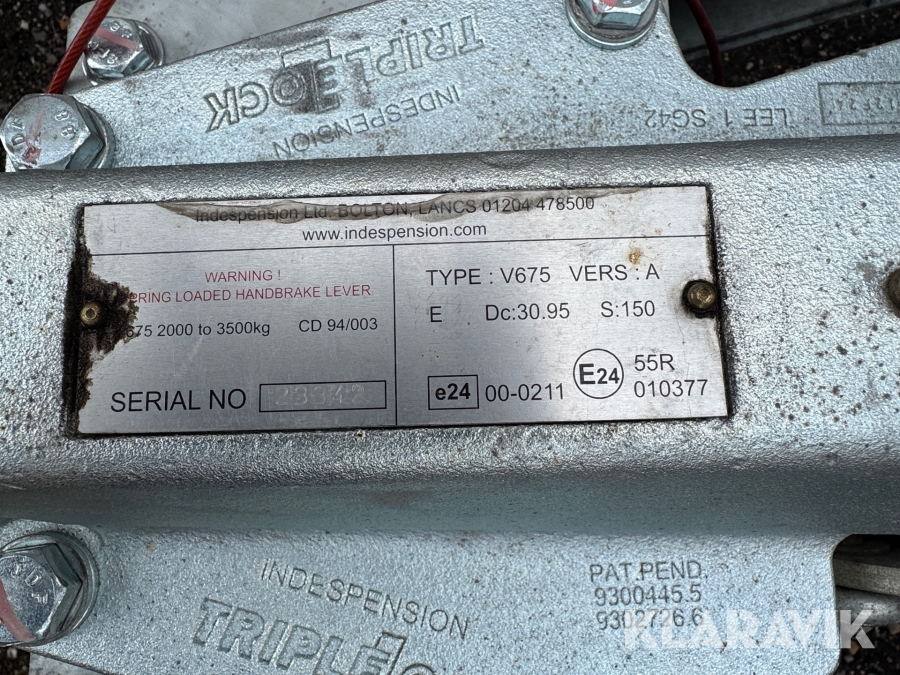 TRIPLELOCK
INDESPENSION
LEE 1 SG42
Indespension Ltd. BOLTON, LANCS 01204 478500
www.indespension.com
WARNING !
SPRING LOADED HANDBRAKE LEVER
675 2000 to 3500kg CD 94/003
SERIAL NO
TYPE : V675 VERS : A
E Dc:30.95 S:150
e24 00-0211 E24 55R
010377
INDESPENSION
TRIPLELOCK
PAT.PEND.
9300445.5
9302726.6
KLARAVIK